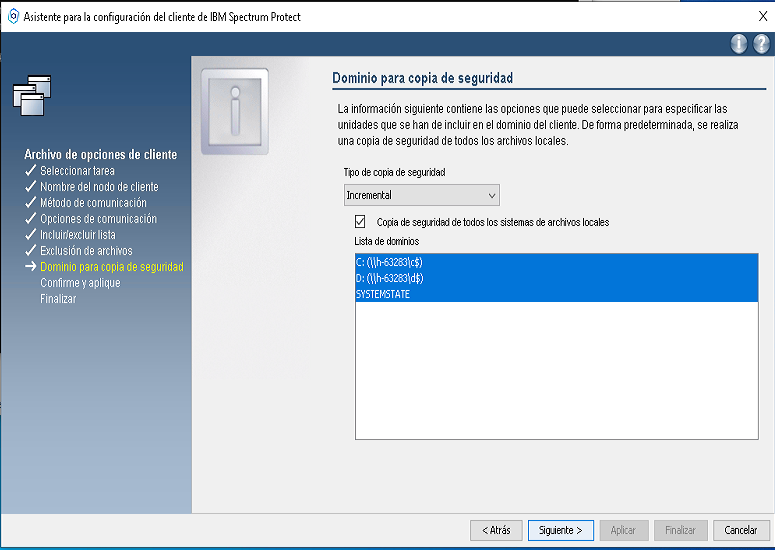 Asistente para la configuración del cliente de IBM Spectrum Protect
Archivo de opciones de cliente
Seleccionar tarea
Nombre del nodo de cliente
Método de comunicación
Opciones de comunicación
Incluir/excluir lista
Exclusión de archivos
Dominio para copia de seguridad
Confirme y aplique
Finalizar
Dominio para copia de seguridad
La información siguiente contiene las opciones que puede seleccionar para especificar las
unidades que se han de incluir en el dominio del cliente. De forma predeterminada, se realiza
una copia de seguridad de todos los archivos locales.
Tipo de copia de seguridad
Incremental
Copia de seguridad de todos los sistemas de archivos locales
Lista de dominios
C: (\\h-63283\c$)
D: (\\h-63283\d$)
SYSTEMSTATE
< Atrás
Siguiente >
Aplicar
Finalizar
Cancelar